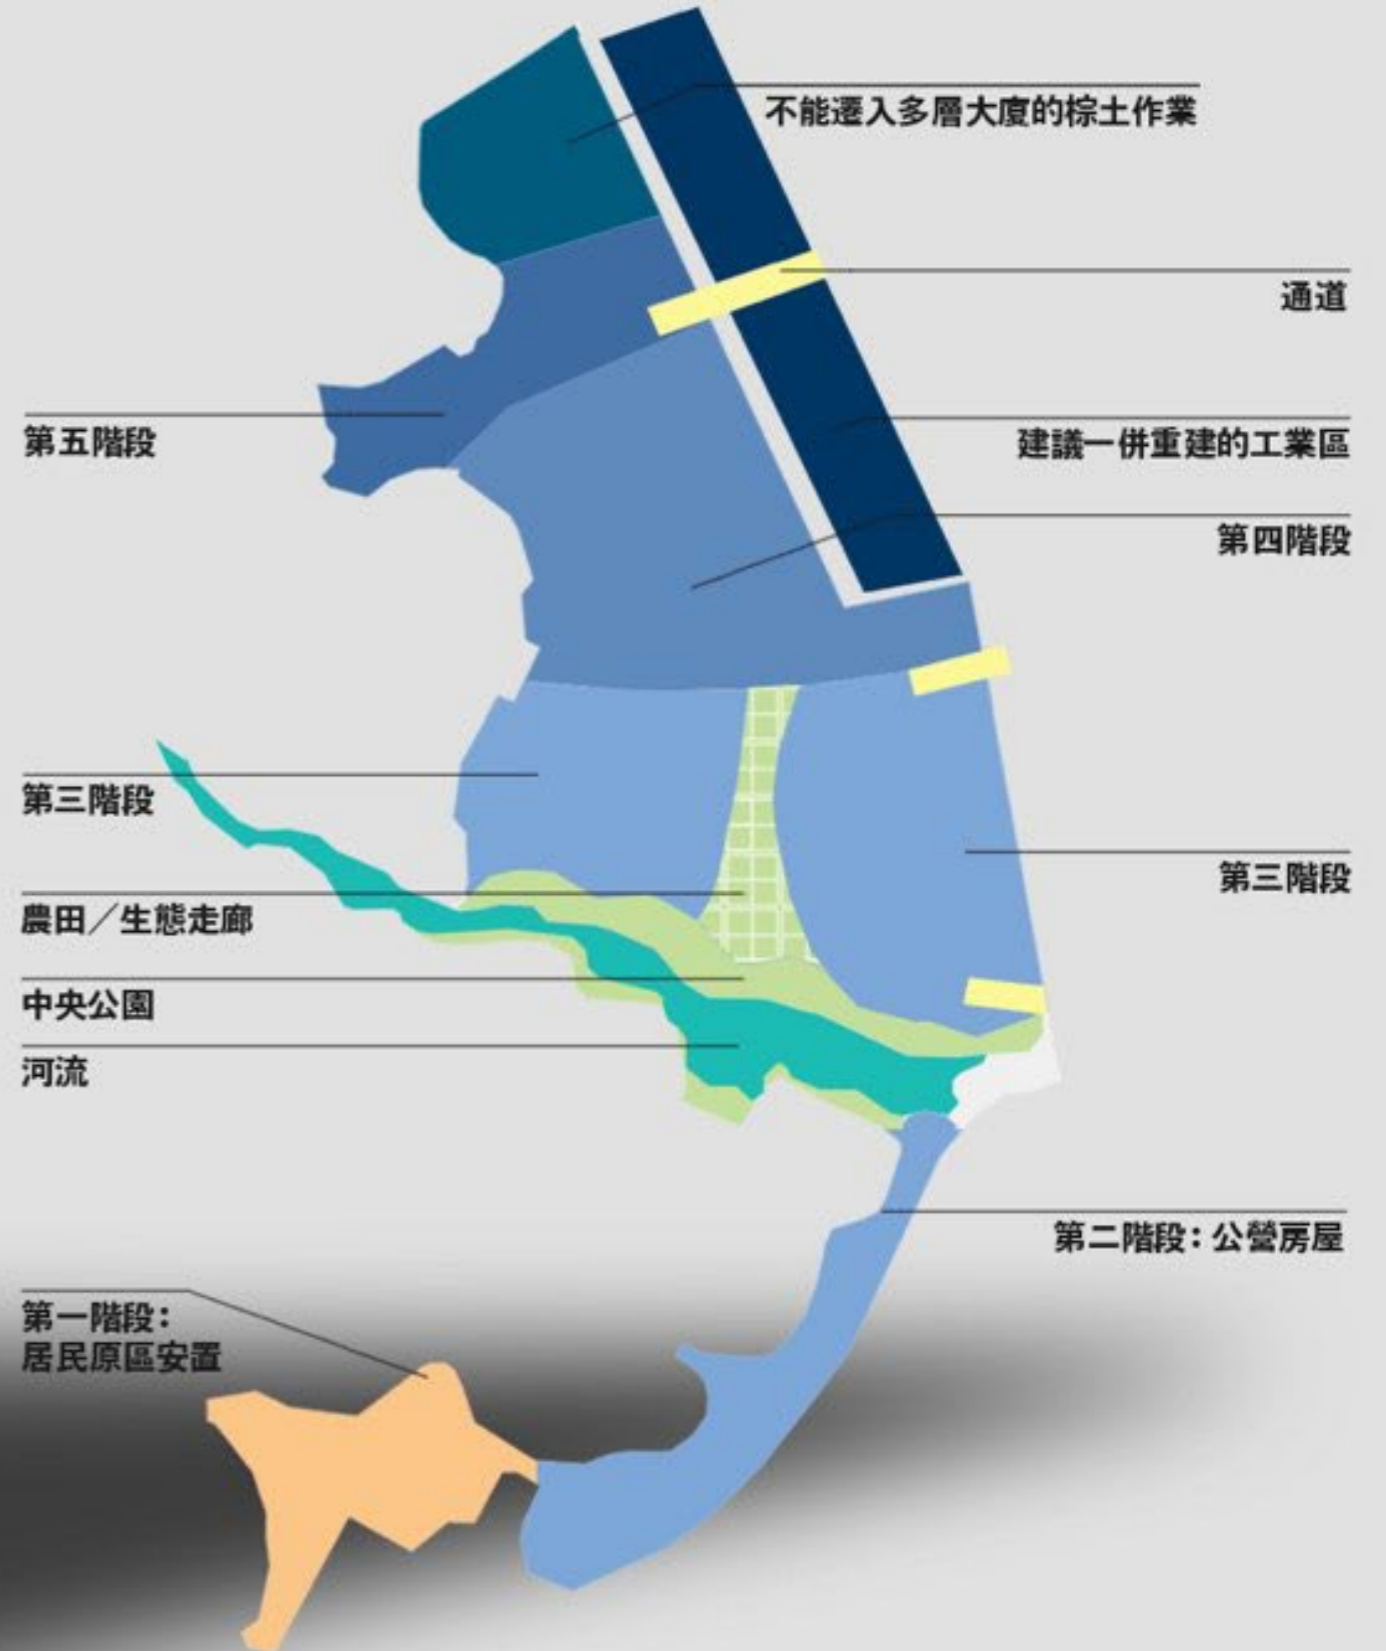 不能遷入多層大廈的棕土作業
通道
第五階段
建議一併重建的工業區
第四階段
第三階段
第三階段
農田／生態走廊
中央公園
河流
第二階段：公營房屋
第一階段：
居民原區安置